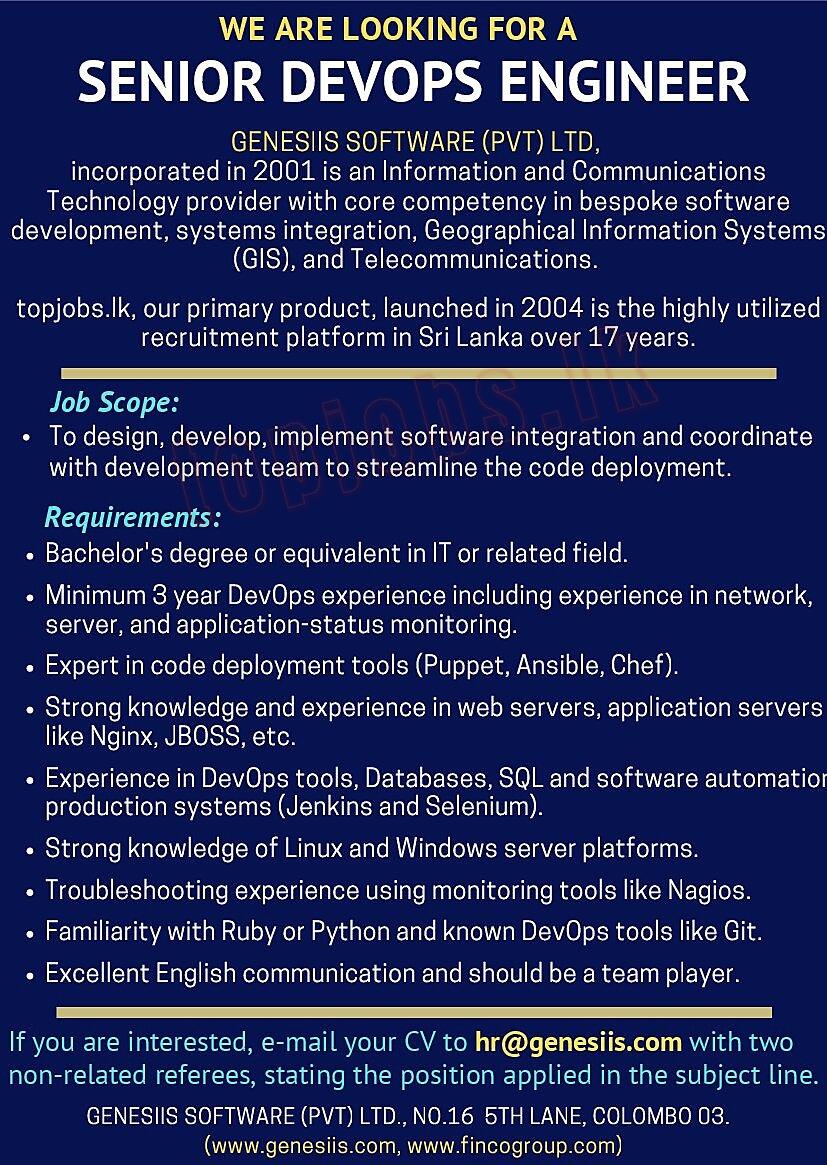 WE ARE LOOKING FOR A
SENIOR DEVOPS ENGINEER
GENESIIS SOFTWARE (PVT) LTD,
incorporated in 2001 is an Information and Communications
Technology provider with core competency in bespoke software
development, systems integration, Geographical Information Systems
(GIS), and Telecommunications.
topjobs.lk, our primary product, launched in 2004 is the highly utilized
recruitment platform in Sri Lanka over 17 years.
topjobs.lk
Job Scope:
• To design, develop, implement software integration and coordinate
with development team to streamline the code deployment.
Requirements:
• Bachelor's degree or equivalent in IT or related field.
• Minimum 3 year DevOps experience including experience in network,
server, and application-status monitoring.
• Expert in code deployment tools (Puppet, Ansible, Chef).
• Strong knowledge and experience in web servers, application servers
like Nginx, JBOSS, etc.
• Experience in DevOps tools, Databases, SQL and software automation
production systems (Jenkins and Selenium).
• Strong knowledge of Linux and Windows server platforms.
• Troubleshooting experience using monitoring tools like Nagios.
• Familiarity with Ruby or Python and known DevOps tools like Git.
• Excellent English communication and should be a team player.
If you are interested, e-mail your CV to hr@genesiis.com with two
non-related referees, stating the position applied in the subject line.
GENESIIS SOFTWARE (PVT) LTD., NO.16 5TH LANE, COLOMBO 03.
(www.genesiis.com, www.fincogroup.com)